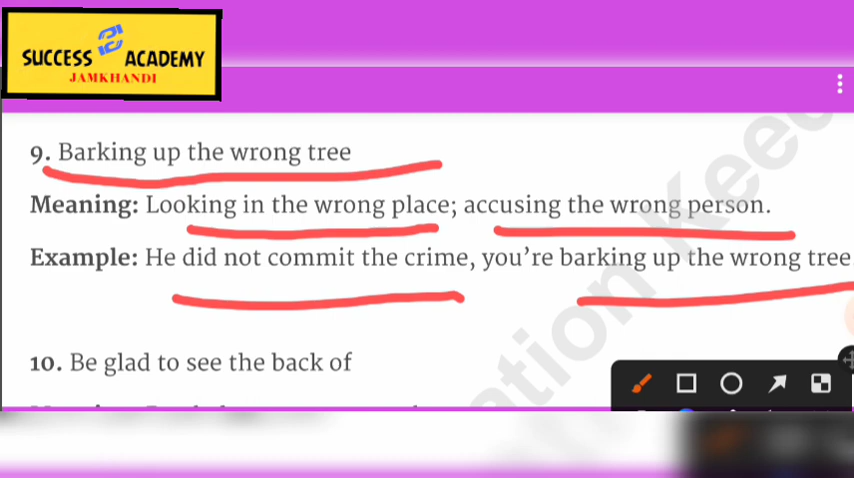 SUCCESS ACADEMY
JAMKHANDI
9. Barking up the wrong tree
Meaning: Looking in the wrong place; accusing the wrong person.
Example: He did not commit the crime, you’re barking up the wrong tree
10. Be glad to see the back of